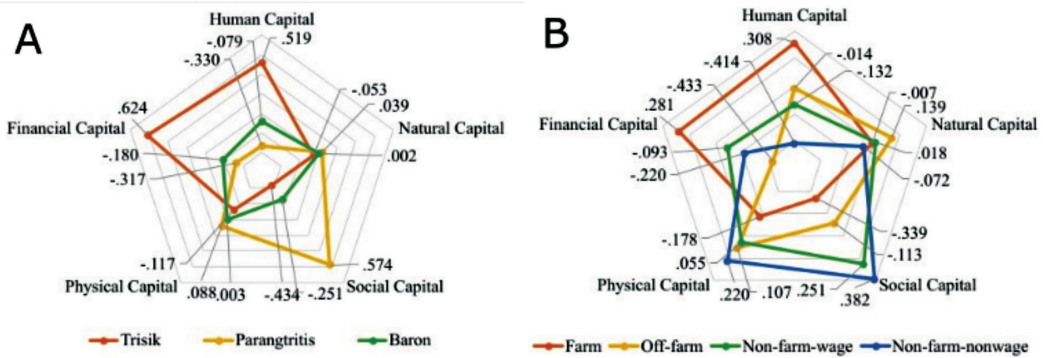 A
Human Capital
-.079
.519
-.330
-.053
.039
.624
Financial Capital
Natural Capital
-.180
.002
-.317
-.117
.574
Physical Capital
Social Capital
.088
.003
-.434
-.251
Trisik
Parangtritis
Baron
B
Human Capital
.308
-.014
-.414
-.132
-.433
-.007
.281
.139
Financial Capital
Natural Capital
-.093
.018
-.220
-.072
-.178
-.339
.055
-.113
Physical Capital
Social Capital
.220
.107
.251
.382
Farm
Off-farm
Non-farm-wage
Non-farm-nonwage